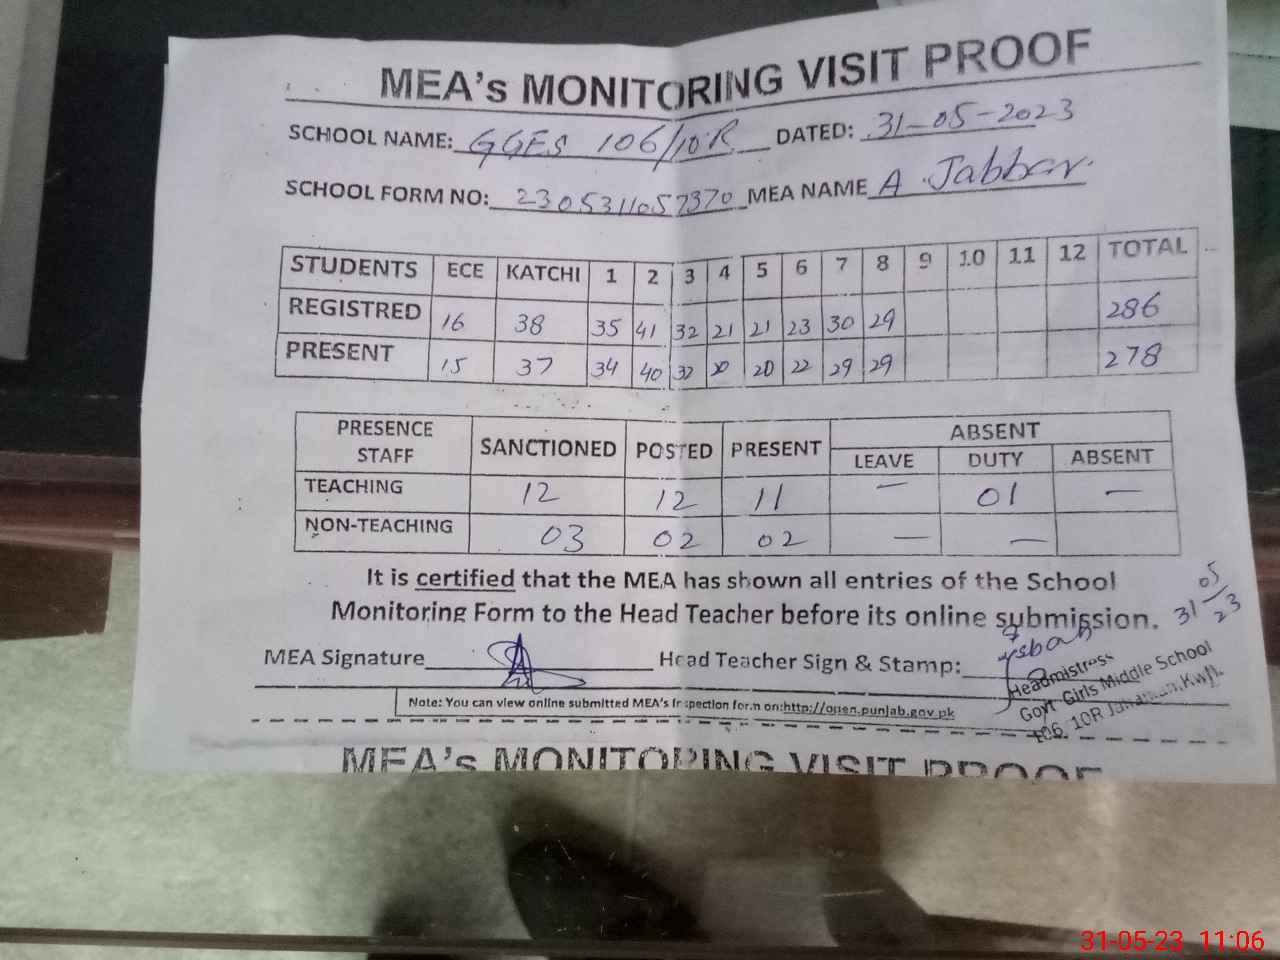 MEA's MONITORING VISIT PROOF
SCHOOL NAME: GGES 106/10R DATED: 31-05-2023
SCHOOL FORM NO: 2305311057370 MEA NAME A Jabbar.
STUDENTS ECE KATCHI 1 2 3 4 5 6 7 8 9 10 11 12 TOTAL
REGISTRED 16 38 35 41 32 21 21 23 30 29 286
PRESENT 15 37 34 40 32 20 20 22 29 29 278
PRESENCE STAFF SANCTIONED POSTED PRESENT ABSENT
LEAVE DUTY ABSENT
TEACHING 12 12 11 — 01 —
NON-TEACHING 03 02 02 — —
It is certified that the MEA has shown all entries of the School
Monitoring Form to the Head Teacher before its online submission.
31/05/23
MEA Signature Head Teacher Sign & Stamp:
Headmistress
Govt Girls Middle School
106, 10R
Note: You can view online submitted MEA's Inspection form on:http://open.punjab.gov.pk
MEA's MONITORING VISIT PROOF
31-05-23 11:06